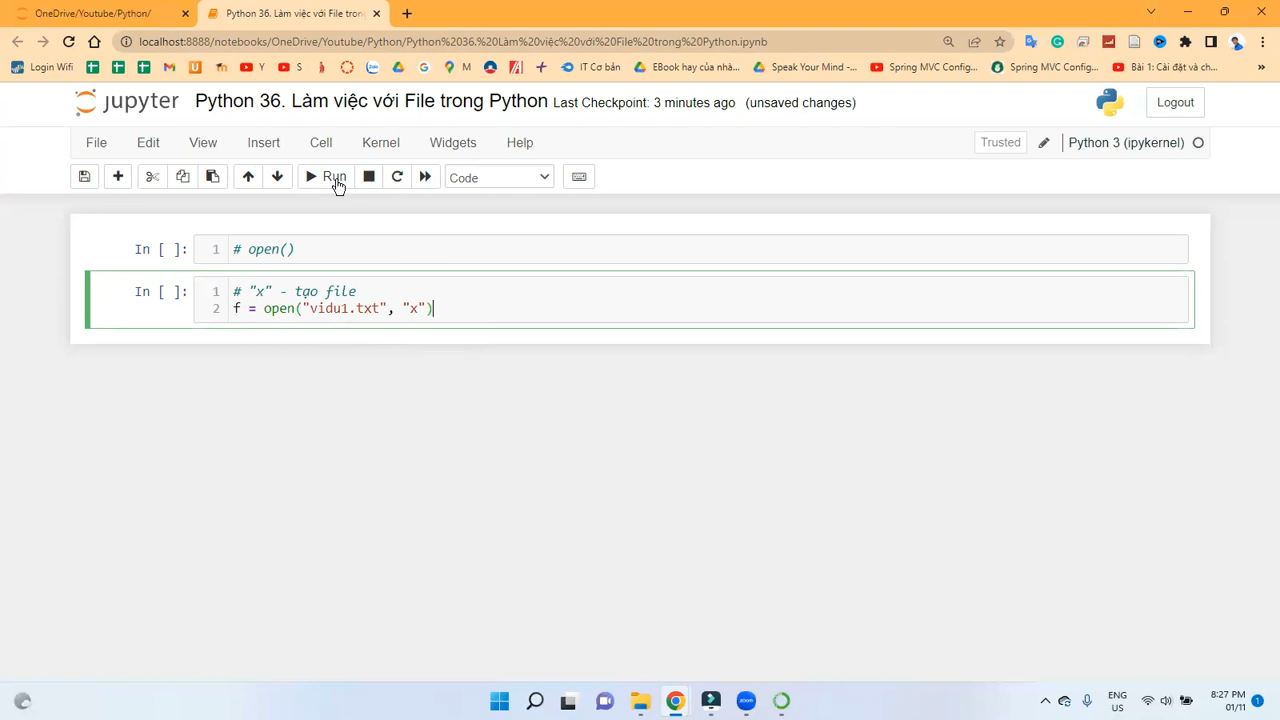 OneDrive/Youtube/Python/
Python 36. Làm việc với File trong
localhost:8888/notebooks/OneDrive/Youtube/Python/Python%2036.%20Làm%20việc%20với%20File%20trong%20Python.ipynb
Login Wifi
Y
S
M
IT Cơ bản
EBook hay của nhà...
Speak Your Mind -...
Spring MVC Config...
Spring MVC Config...
Bài 1: Cài đặt và ch...
»
jupyter Python 36. Làm việc với File trong Python Last Checkpoint: 3 minutes ago (unsaved changes)
Logout
File Edit View Insert Cell Kernel Widgets Help
Trusted
Python 3 (ipykernel)
Run
Code
In [ ]: 1 # open()
In [ ]: 1 # "x" - tạo file
2 f = open("vidu1.txt", "x")
zoom
ENG
US
8:27 PM
01/11
1